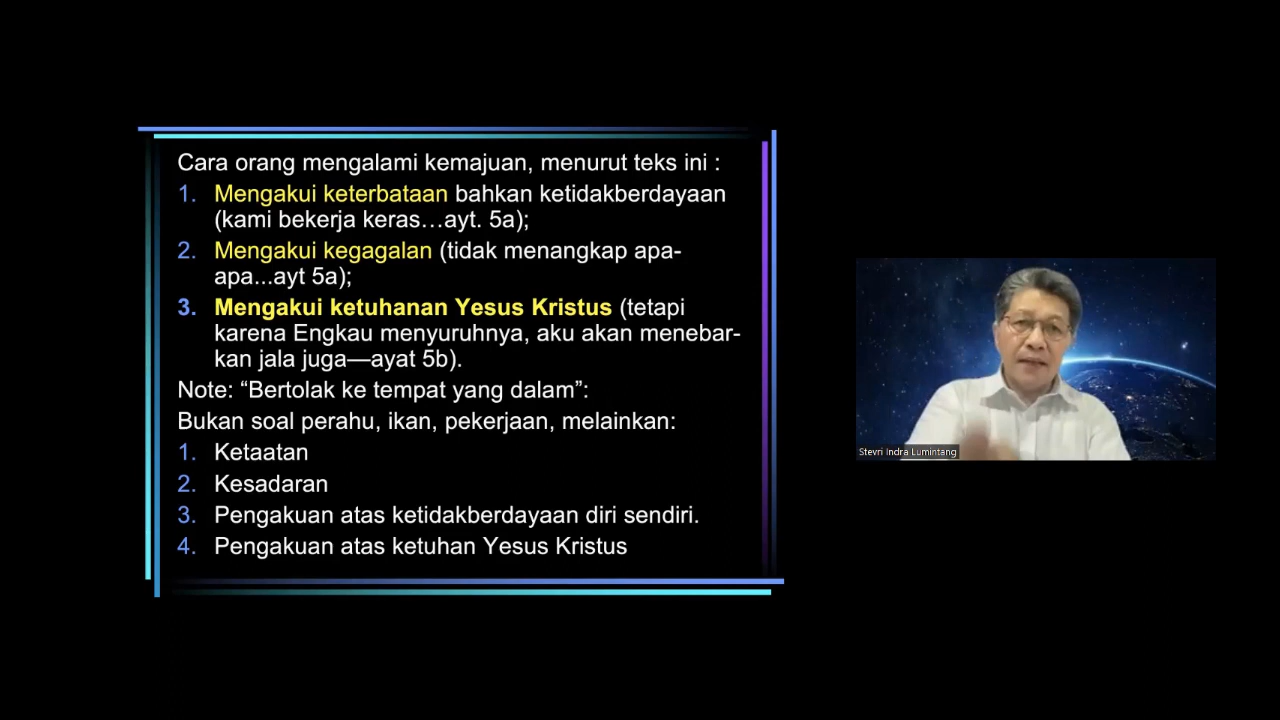 Cara orang mengalami kemajuan, menurut teks ini :
1. Mengakui keterbataan bahkan ketidakberdayaan
(kami bekerja keras…ayt. 5a);
2. Mengakui kegagalan (tidak menangkap apa-
apa...ayt 5a);
3. Mengakui ketuhanan Yesus Kristus (tetapi
karena Engkau menyuruhnya, aku akan menebar-
kan jala juga—ayat 5b).
Note: “Bertolak ke tempat yang dalam”:
Bukan soal perahu, ikan, pekerjaan, melainkan:
1. Ketaatan
2. Kesadaran
3. Pengakuan atas ketidakberdayaan diri sendiri.
4. Pengakuan atas ketuhan Yesus Kristus
Stevri Indra Lumintang